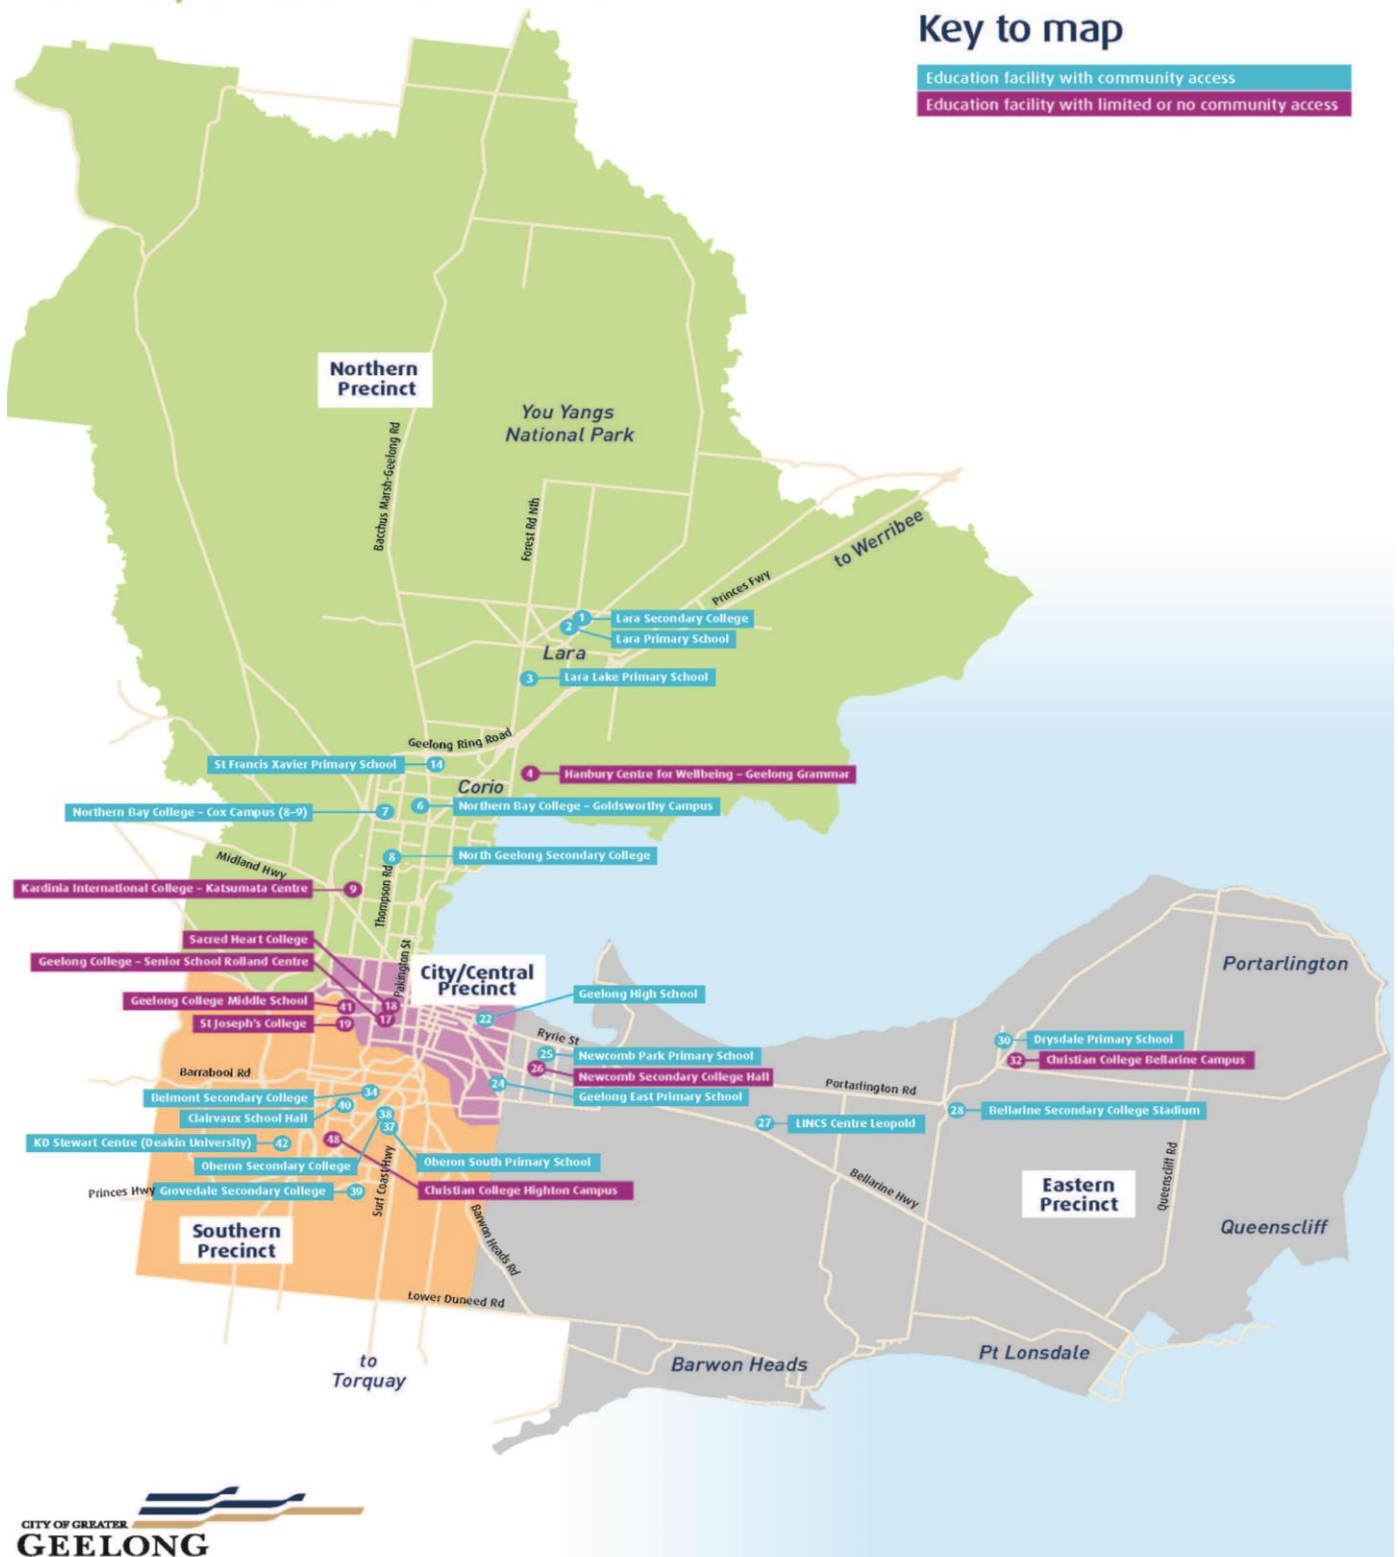 Key to map
Education facility with community access
Education facility with limited or no community access
Northern
Precinct
You Yangs
National Park
Bacchus Marsh-Geelong Rd
Forest Rd Nth
to Werribee
Princes Fwy
1
Lara Secondary College
2
Lara Primary School
Lara
3
Lara Lake Primary School
Geelong Ring Road
St Francis Xavier Primary School
14
4
Hanbury Centre for Wellbeing – Geelong Grammar
Corio
Northern Bay College – Cox Campus (8–9)
7
6
Northern Bay College – Goldsworthy Campus
8
North Geelong Secondary College
Midland Hwy
Thompson Rd
Kardinia International College – Katsumata Centre
9
Sacred Heart College
Pakington St
Geelong College – Senior School Rolland Centre
City/Central
Precinct
Portarlington
Geelong College Middle School
41
18
Geelong High School
St Joseph's College
19
17
22
Ryrie St
30
Drysdale Primary School
25
Newcomb Park Primary School
32
Christian College Bellarine Campus
26
Newcomb Secondary College Hall
Barrabool Rd
24
Geelong East Primary School
Portarlington Rd
Belmont Secondary College
34
Clairvaux School Hall
40
38
28
Bellarine Secondary College Stadium
37
27
LINCS Centre Leopold
KD Stewart Centre (Deakin University)
42
48
Oberon Secondary College
Oberon South Primary School
Surf Coast Hwy
Bellarine Hwy
Queenscliff Rd
Princes Hwy
Grovedale Secondary College
39
Christian College Highton Campus
Eastern
Precinct
Southern
Precinct
Barwon Heads Rd
Queenscliff
Lower Duneed Rd
to
Torquay
Barwon Heads
Pt Lonsdale
CITY OF GREATER
GEELONG